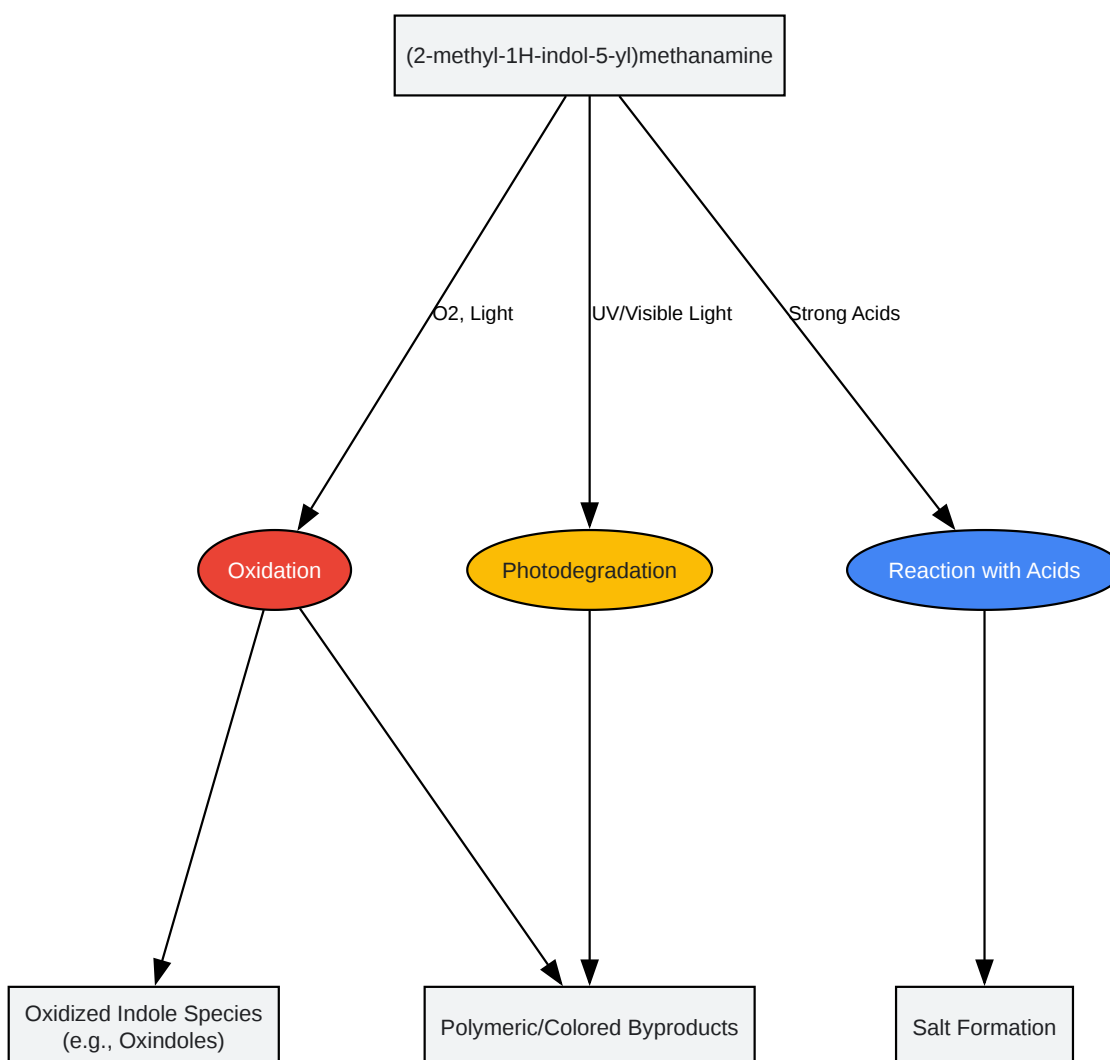 (2-methyl-1H-indol-5-yl)methanamine
O2, Light
UV/Visible Light
Strong Acids
Oxidation
Photodegradation
Reaction with Acids
Oxidized Indole Species
(e.g., Oxindoles)
Polymeric/Colored Byproducts
Salt Formation